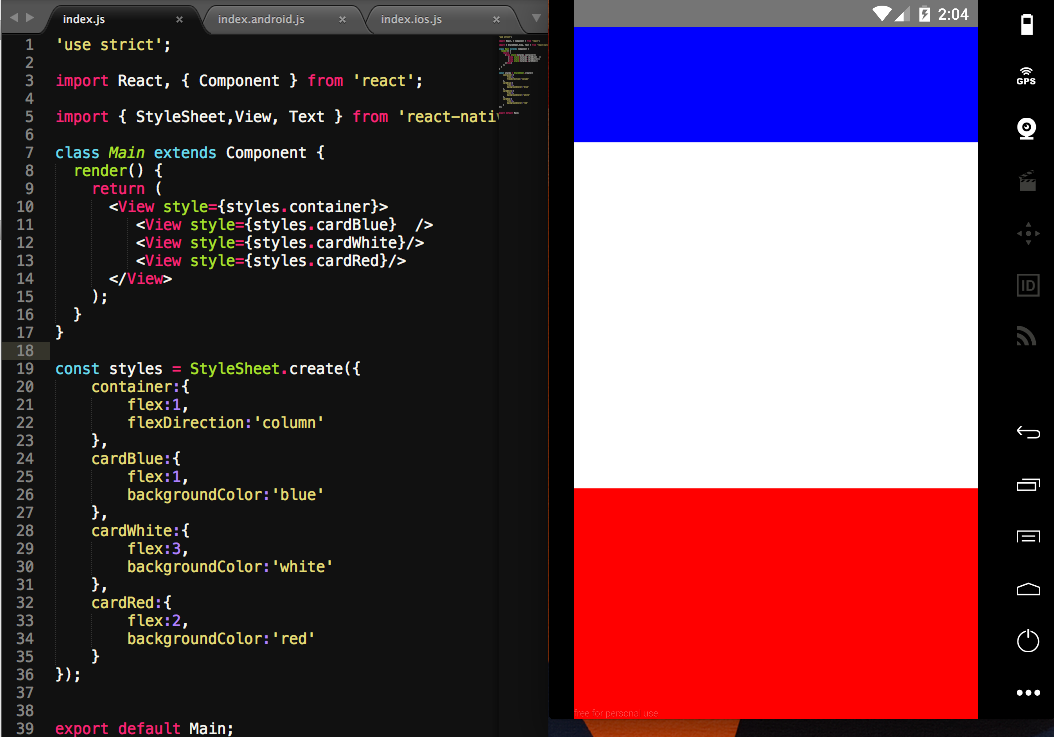 index.js
index.android.js
index.ios.js
1 'use strict';
2
3 import React, { Component } from 'react';
4
5 import { StyleSheet,View, Text } from 'react-nativ
6
7 class Main extends Component {
8 render() {
9 return (
10 <View style={styles.container}>
11 <View style={styles.cardBlue}  />
12 <View style={styles.cardWhite}/>
13 <View style={styles.cardRed}/>
14 </View>
15 );
16 }
17 }
18
19 const styles = StyleSheet.create({
20 container:{
21 flex:1,
22 flexDirection:'column'
23 },
24 cardBlue:{
25 flex:1,
26 backgroundColor:'blue'
27 },
28 cardWhite:{
29 flex:3,
30 backgroundColor:'white'
31 },
32 cardRed:{
33 flex:2,
34 backgroundColor:'red'
35 }
36 });
37
38
39 export default Main;
2:04
free for personal use
GPS
ID